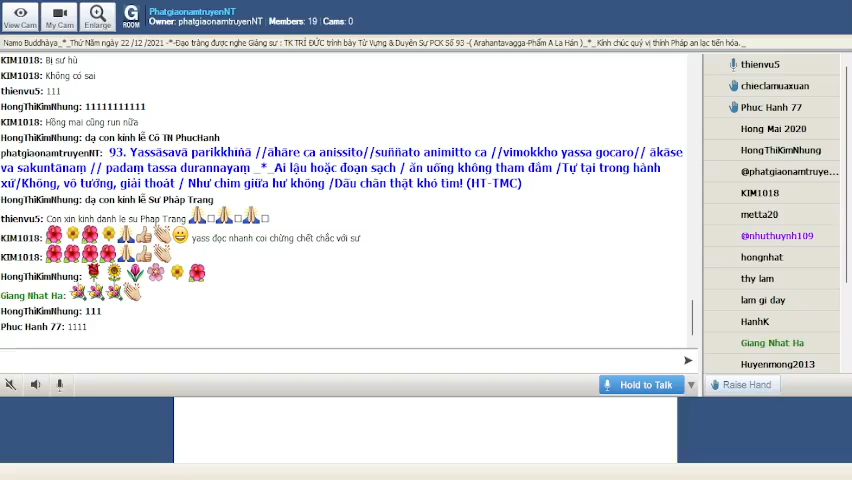 View Cam
My Cam
Enlarge
G
ROOM
PhatgiaonamtruyenNT
Owner: phatgiaonamtruyenNT | Members: 19 | Cams: 0
Namo Buddhàya_*_Thứ Năm ngày 22 /12 /2021 -*-Đạo tràng được nghe Giảng sư : TK TRÍ ĐỨC trình bày Từ Vựng & Duyên Sự PCK Số 93 -( Arahantavagga-Phẩm A La Hán )_*_Kính chúc quý vị thính Pháp an lạc tiến hóa._
KIM1018: Bị sư hù
KIM1018: Không có sai
thienvu5: 111
HongThiKimNhung: 11111111111
KIM1018: Hồng mai cũng run nữa
HongThiKimNhung: dạ con kính lễ Cô TN PhucHanh
phatgiaonamtruyenNT: 93. Yassāsavā parikkhīṇā //āhāre ca anissito//suññato animitto ca //vimokkho yassa gocaro// ākāse
va sakuntānaṃ // padaṃ tassa durannayaṃ _*_Ai lậu hoặc đoạn sạch / ăn uống không tham đắm /Tự tại trong hành
xứ/Không, vô tướng, giải thoát / Như chim giữa hư không /Dấu chân thật khó tìm! (HT-TMC)
HongThiKimNhung: dạ con kính lễ Sư Pháp Trang
thienvu5: Con xin kinh danh le su Phap Trang
KIM1018: yass đọc nhanh coi chừng chết chắc với sư
KIM1018:
HongThiKimNhung:
Giang Nhat Ha:
HongThiKimNhung: 111
Phuc Hanh 77: 1111
Hold to Talk
thienvu5
chieclamuaxuan
Phuc Hanh 77
Hong Mai 2020
HongThiKimNhung
@phatgiaonamtruye...
KIM1018
metta20
@nhuthuynh109
hongnhat
thy lam
lam gi day
HanhK
Giang Nhat Ha
Huyenmong2013
Raise Hand